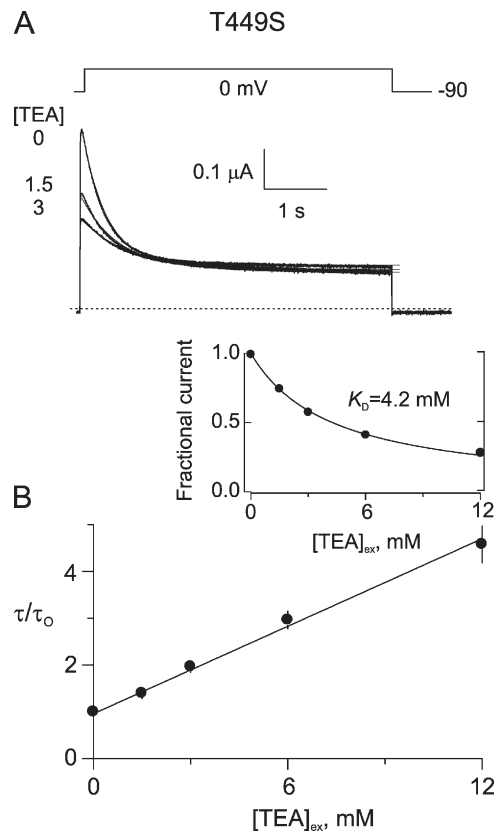 A
T449S
0 mV
-90
[TEA]
0
1.5
3
0.1 μA
1 s
Fractional current
1.0
0.5
0.0
K_D=4.2 mM
0
6
12
[TEA]ex, mM
B
τ/τO
4
2
0
0
6
12
[TEA]ex, mM